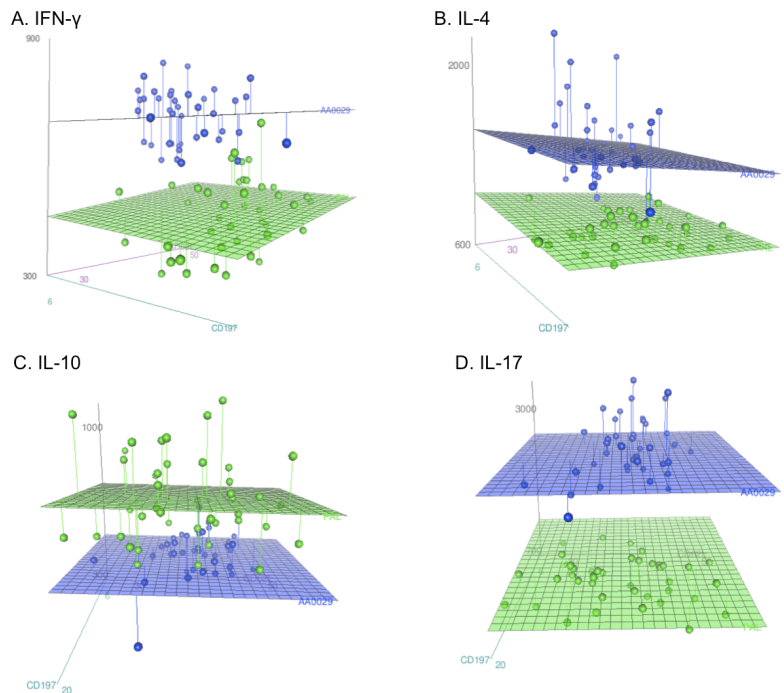 A. IFN-γ
900
AA0029
PAE
50
30
300
6
CD197
B. IL-4
2000
AA0029
600
30
6
CD197
C. IL-10
1000
PAE
AA0029
6
CD197
20
D. IL-17
3000
AA0029
PAE
CD197
20